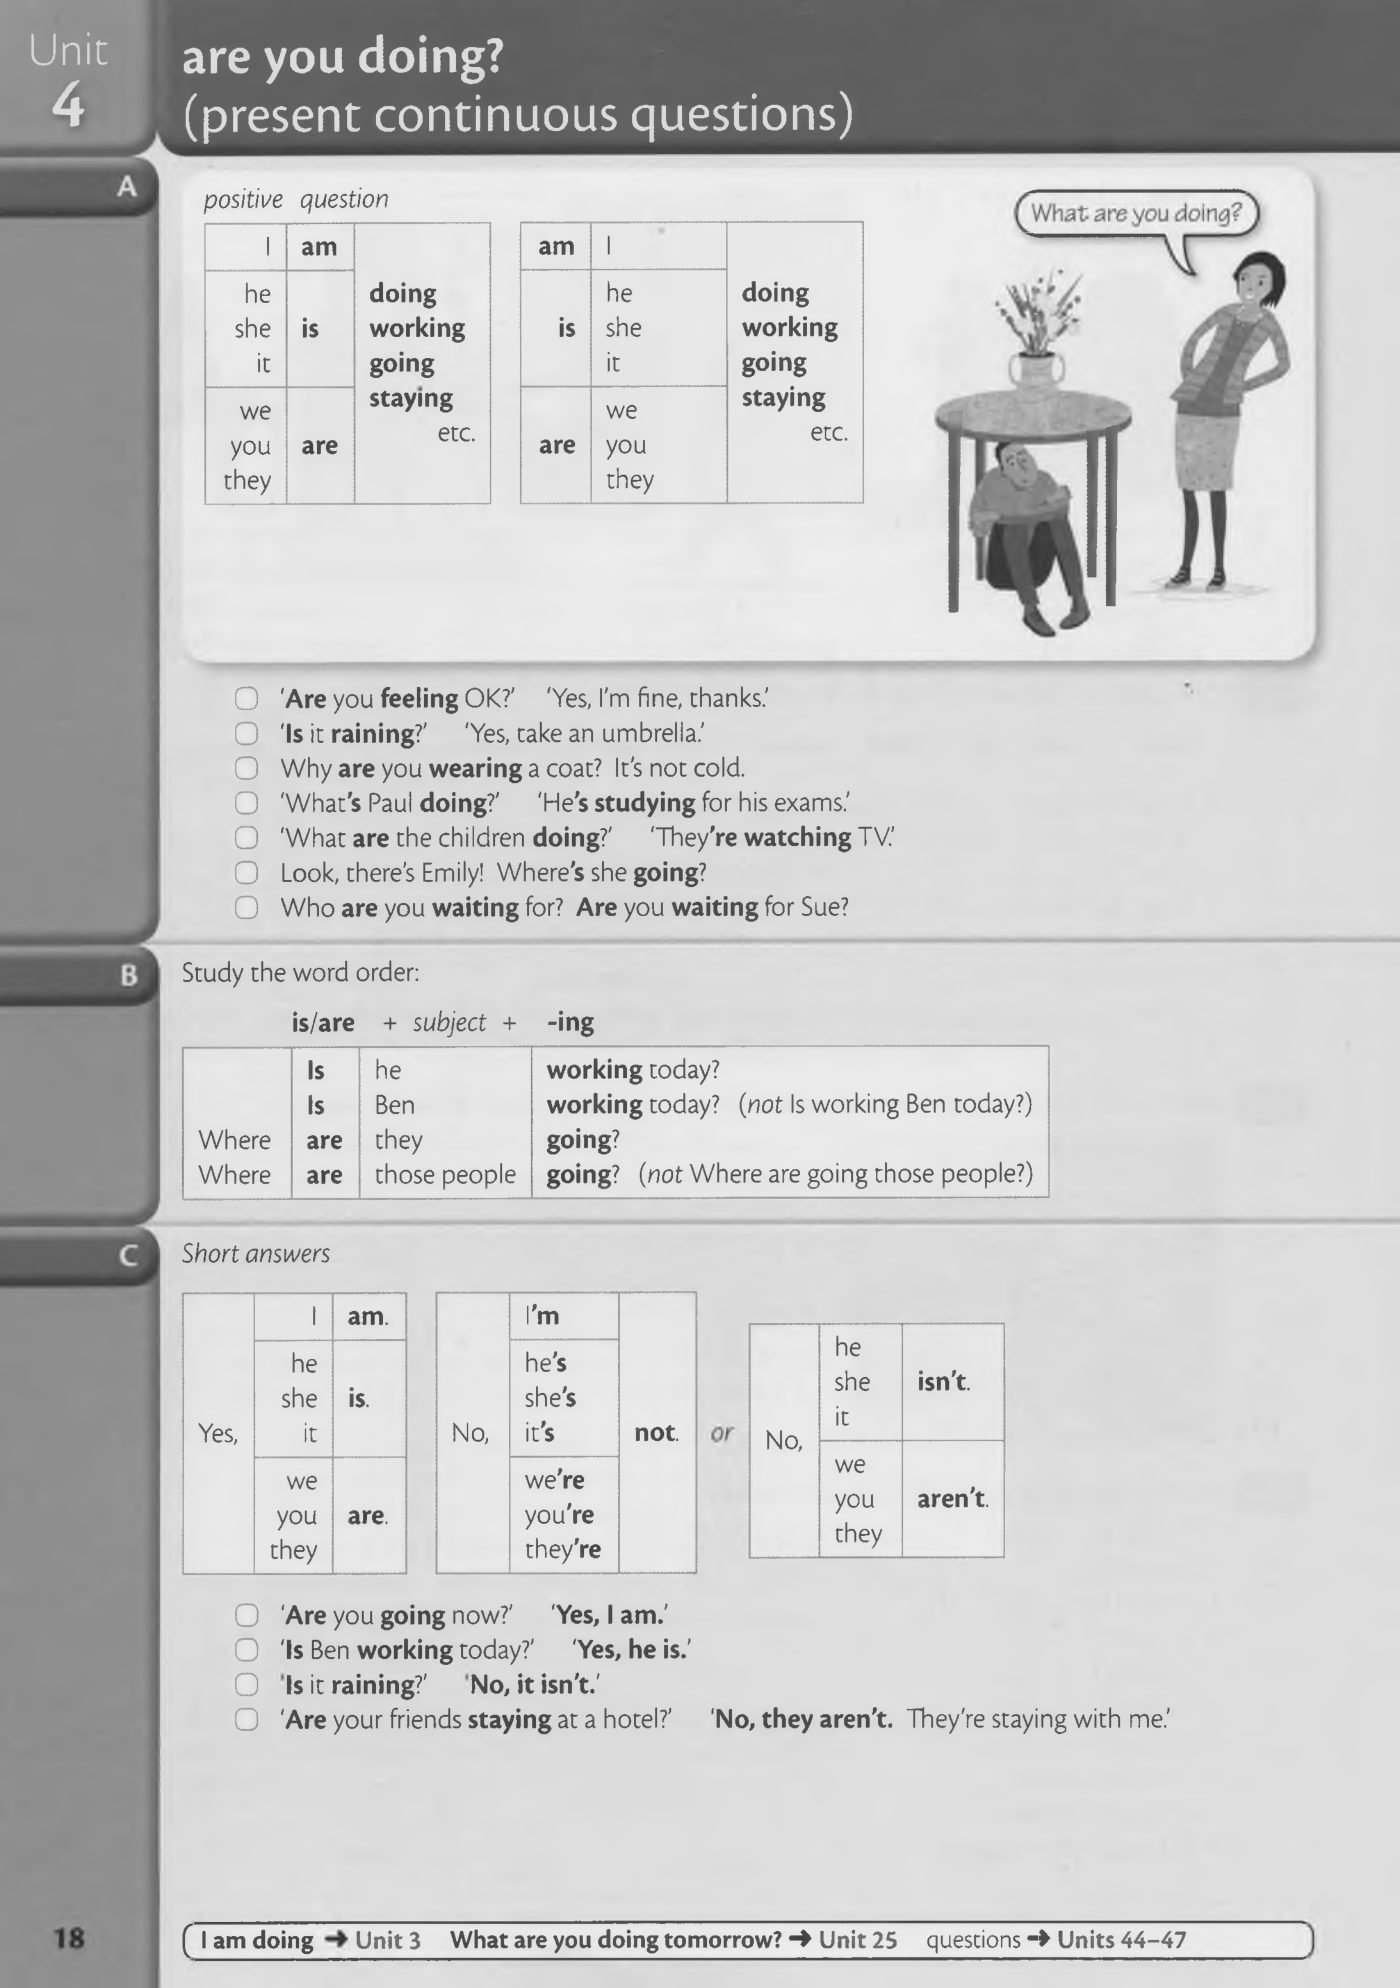 Unit
4
are you doing?
(present continuous questions)
A
positive question
I am
he
she is
it
we
you are
they
doing
working
going
staying
etc.
am I
he
is she
it
we
are you
they
doing
working
going
staying
etc.
What are you doing?
'Are you feeling OK?' 'Yes, I'm fine, thanks.'
'Is it raining?' 'Yes, take an umbrella.'
Why are you wearing a coat? It's not cold.
'What's Paul doing?' 'He's studying for his exams.'
'What are the children doing?' 'They're watching TV.'
Look, there's Emily! Where's she going?
Who are you waiting for? Are you waiting for Sue?
B
Study the word order:
is/are + subject + -ing
Is he working today?
Is Ben working today? (not Is working Ben today?)
Where are they going?
Where are those people going? (not Where are going those people?)
C
Short answers
Yes,
I am.
he
she is.
it
we
you are.
they
No,
I'm
he's
she's
it's
we're
you're
they're
not.
or
No,
he
she isn't.
it
we
you aren't.
they
'Are you going now?' 'Yes, I am.'
'Is Ben working today?' 'Yes, he is.'
'Is it raining?' 'No, it isn't.'
'Are your friends staying at a hotel?' 'No, they aren't. They're staying with me.'
18
I am doing → Unit 3 What are you doing tomorrow? → Unit 25 questions → Units 44–47